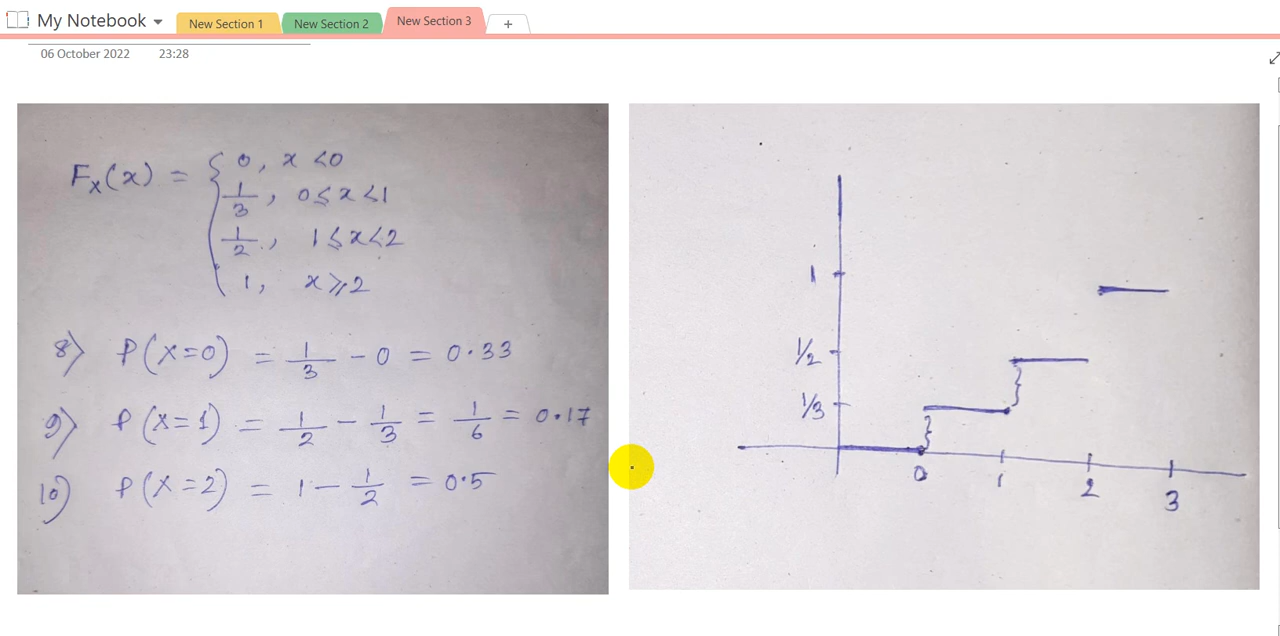 My Notebook New Section 1 New Section 2 New Section 3 +
06 October 2022 23:28
Fx(x) = { 0, x < 0
1/3, 0 ≤ x < 1
1/2, 1 ≤ x < 2
1, x ≥ 2
8) P(X=0) = 1/3 - 0 = 0.33
9) P(X=1) = 1/2 - 1/3 = 1/6 = 0.17
10) P(X=2) = 1 - 1/2 = 0.5
1
1/2
1/3
0 1 2 3